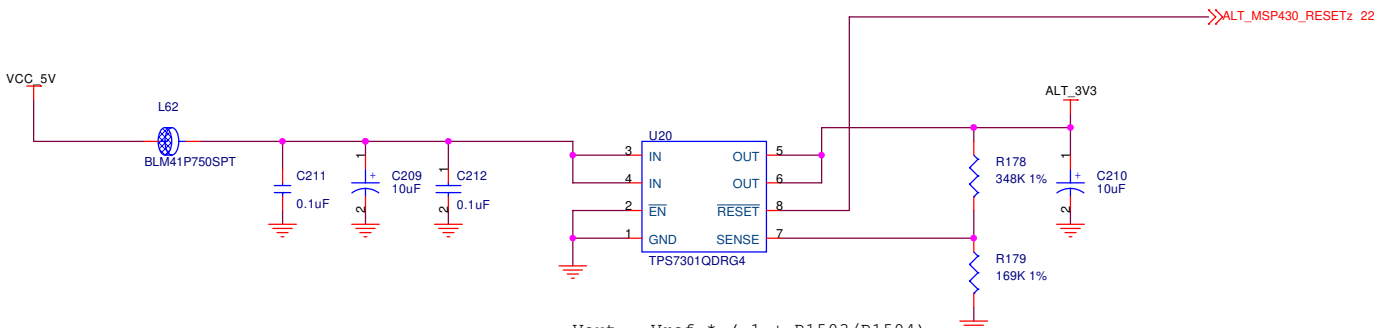 ALT_MSP430_RESETz 22
VCC_5V
L62
BLM41P750SPT
C211
0.1uF
1
C209
10uF
2
1
C212
0.1uF
2
U20
3 IN
4 IN
2 EN
1 GND
OUT 5
OUT 6
RESET 8
SENSE 7
TPS7301QDRG4
ALT_3V3
R178
348K 1%
1
C210
10uF
2
R179
169K 1%